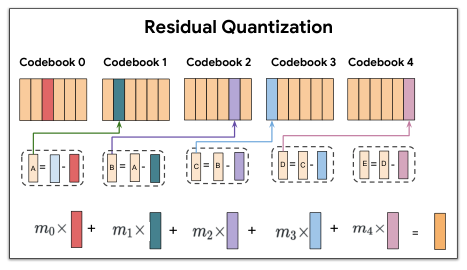 Residual Quantization
Codebook 0 Codebook 1 Codebook 2 Codebook 3 Codebook 4
A = - B = A - C = B - D = C - E = D -
m₀× + m₁× + m₂× + m₃× + m₄× =